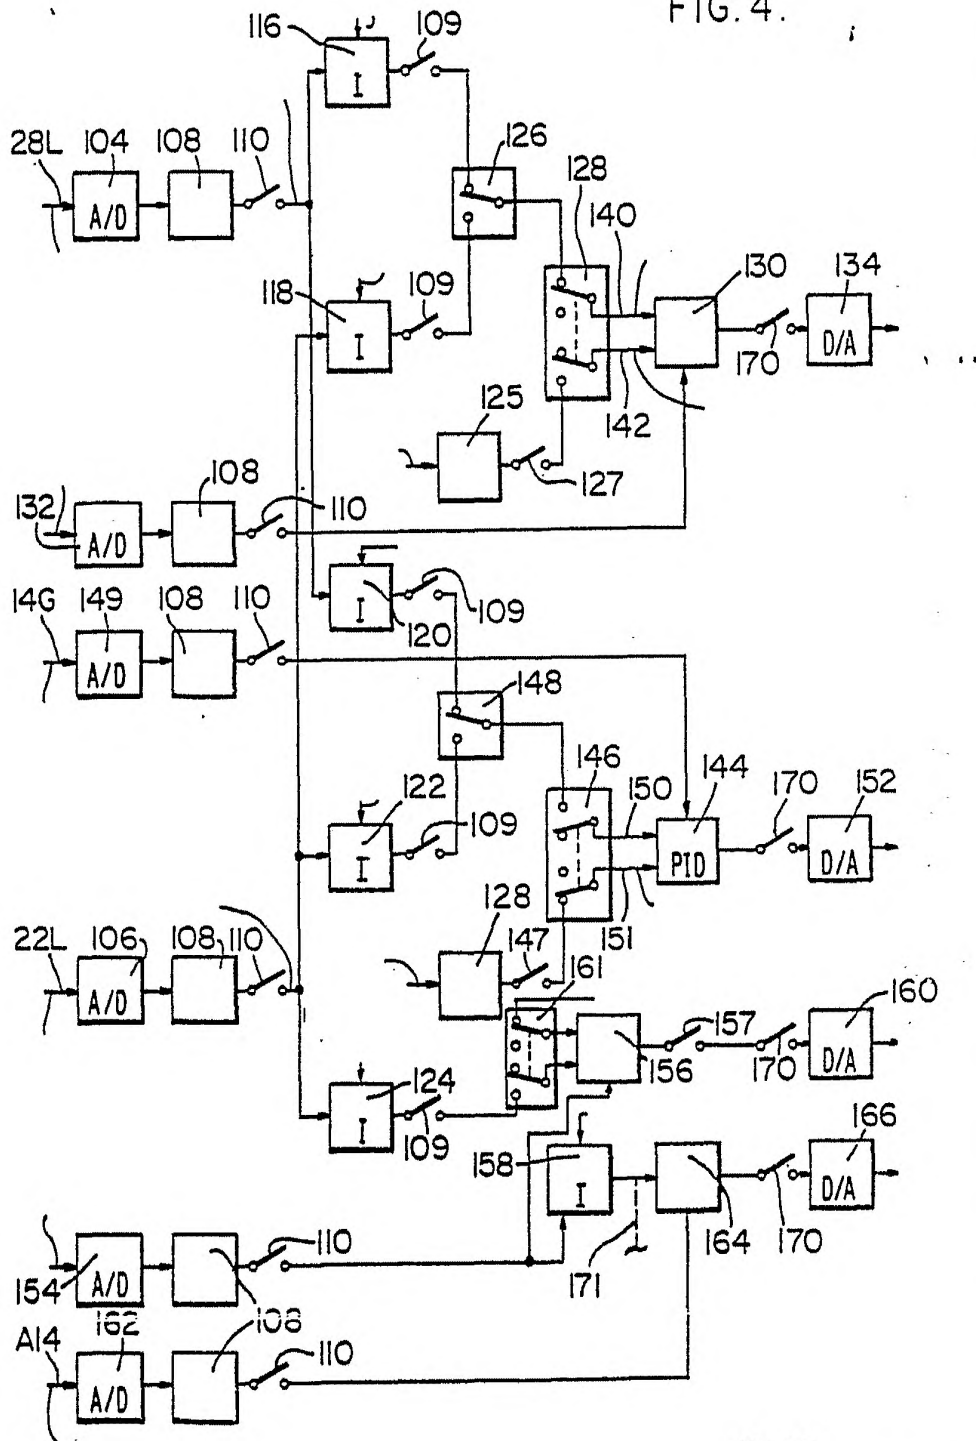 FIG. 4.
116
109
I
28L
104
108
110
126
128
A/D
140
118
109
130
134
I
170
D/A
125
142
127
132
108
110
A/D
14G
149
108
110
109
I
120
A/D
148
146
144
170
152
122
109
150
I
PID
D/A
151
22L
106
108
110
128
147
161
160
A/D
157
156
170
D/A
124
109
I
158
166
I
D/A
164
170
171
154
A/D
110
108
A14
162
110
A/D